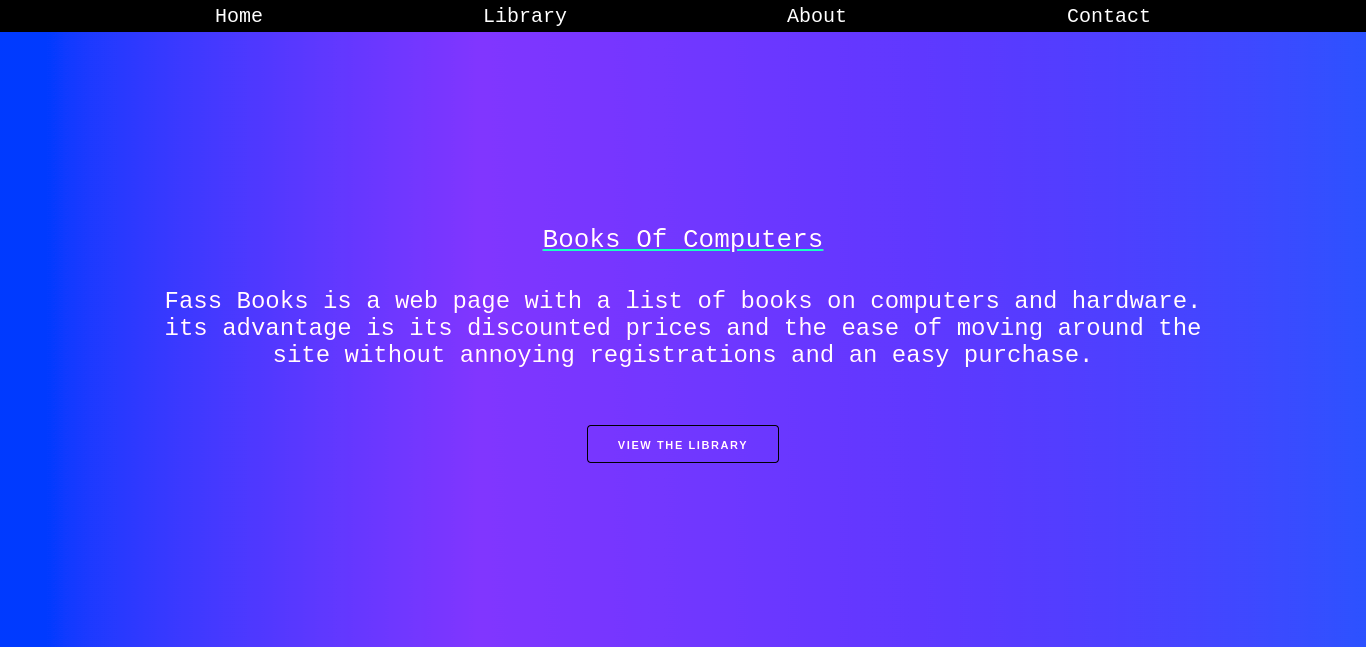 Home Library About Contact
Books Of Computers
Fass Books is a web page with a list of books on computers and hardware.
its advantage is its discounted prices and the ease of moving around the
site without annoying registrations and an easy purchase.
VIEW THE LIBRARY